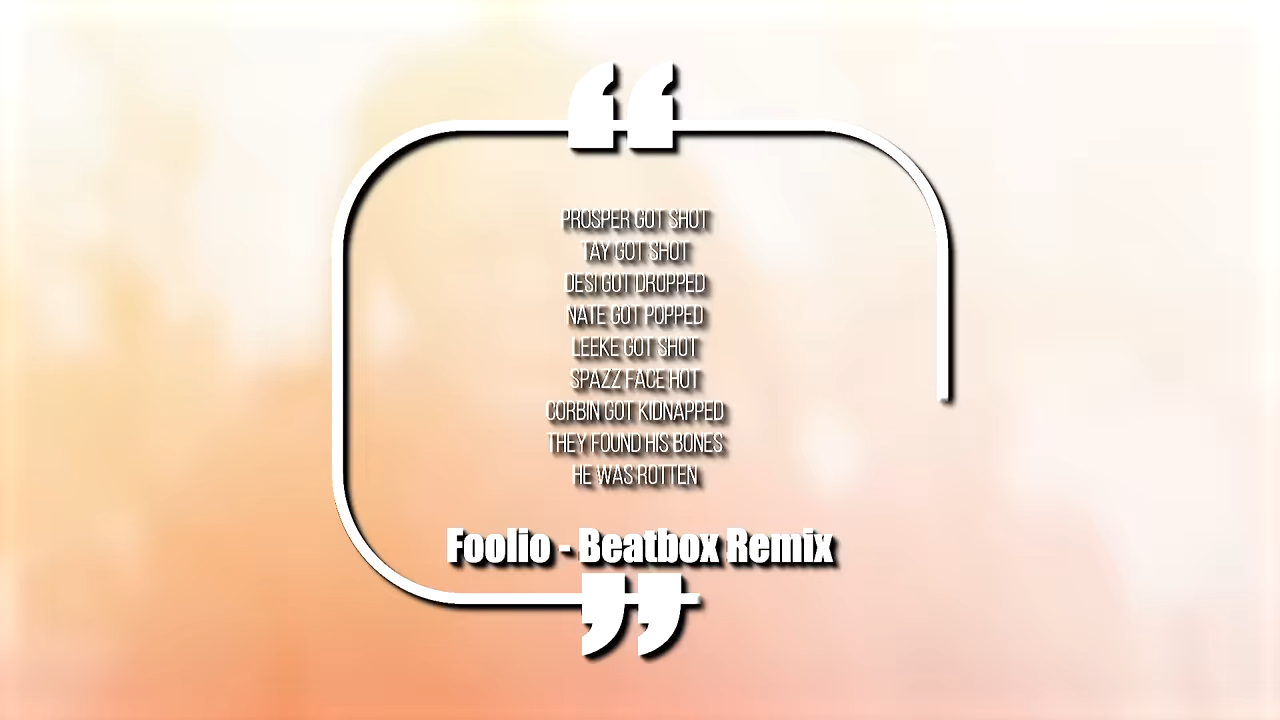 “
PROSPER GOT SHOT
TAY GOT SHOT
DESI GOT DROPPED
NATE GOT POPPED
LEEKE GOT SHOT
SPAZZ FACE HOT
CORBIN GOT KIDNAPPED
THEY FOUND HIS BONES
HE WAS ROTTEN
Foolio - Beatbox Remix
”